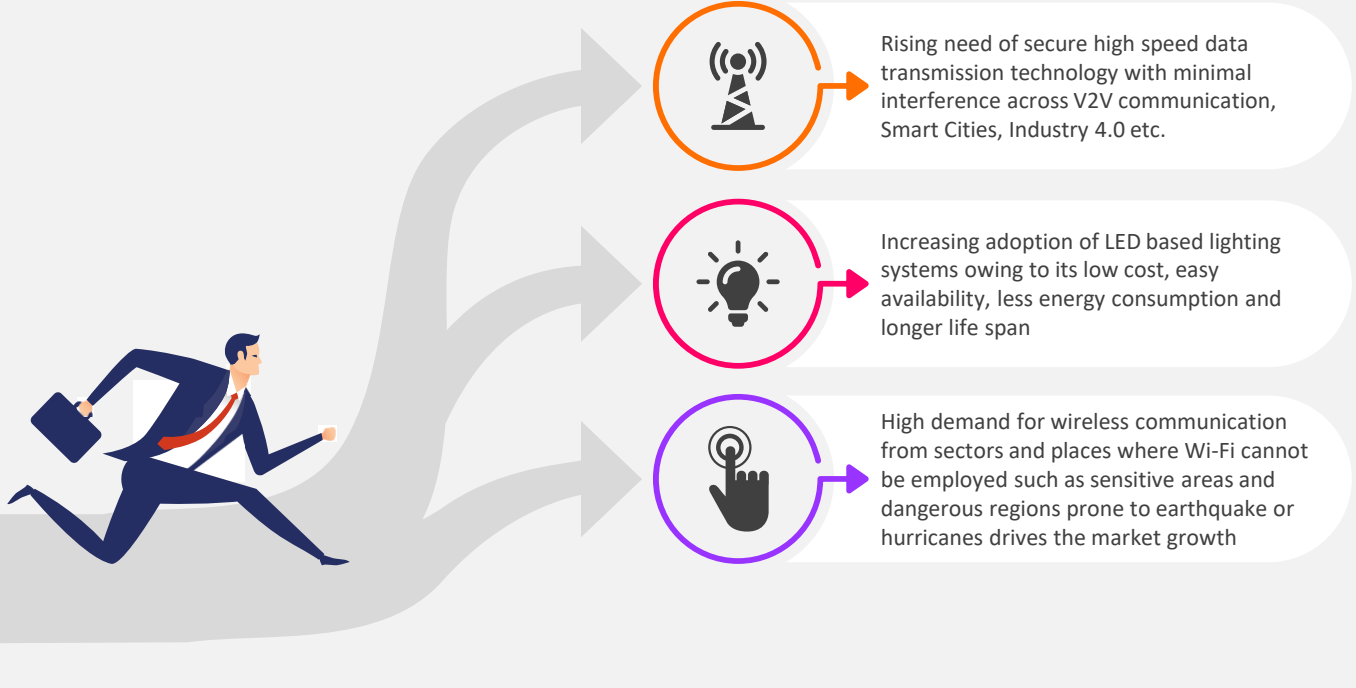 Rising need of secure high speed data
transmission technology with minimal
interference across V2V communication,
Smart Cities, Industry 4.0 etc.
Increasing adoption of LED based lighting
systems owing to its low cost, easy
availability, less energy consumption and
longer life span
High demand for wireless communication
from sectors and places where Wi-Fi cannot
be employed such as sensitive areas and
dangerous regions prone to earthquake or
hurricanes drives the market growth